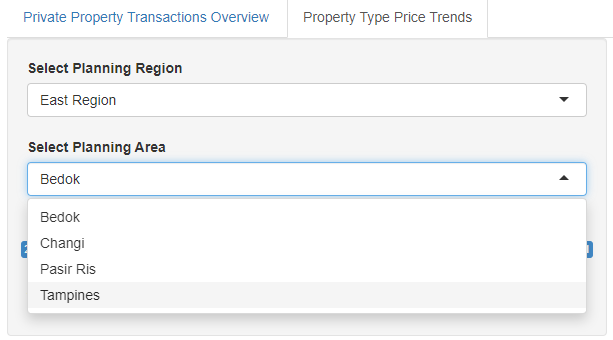 Private Property Transactions Overview
Property Type Price Trends
Select Planning Region
East Region
Select Planning Area
Bedok
Bedok
Changi
Pasir Ris
Tampines